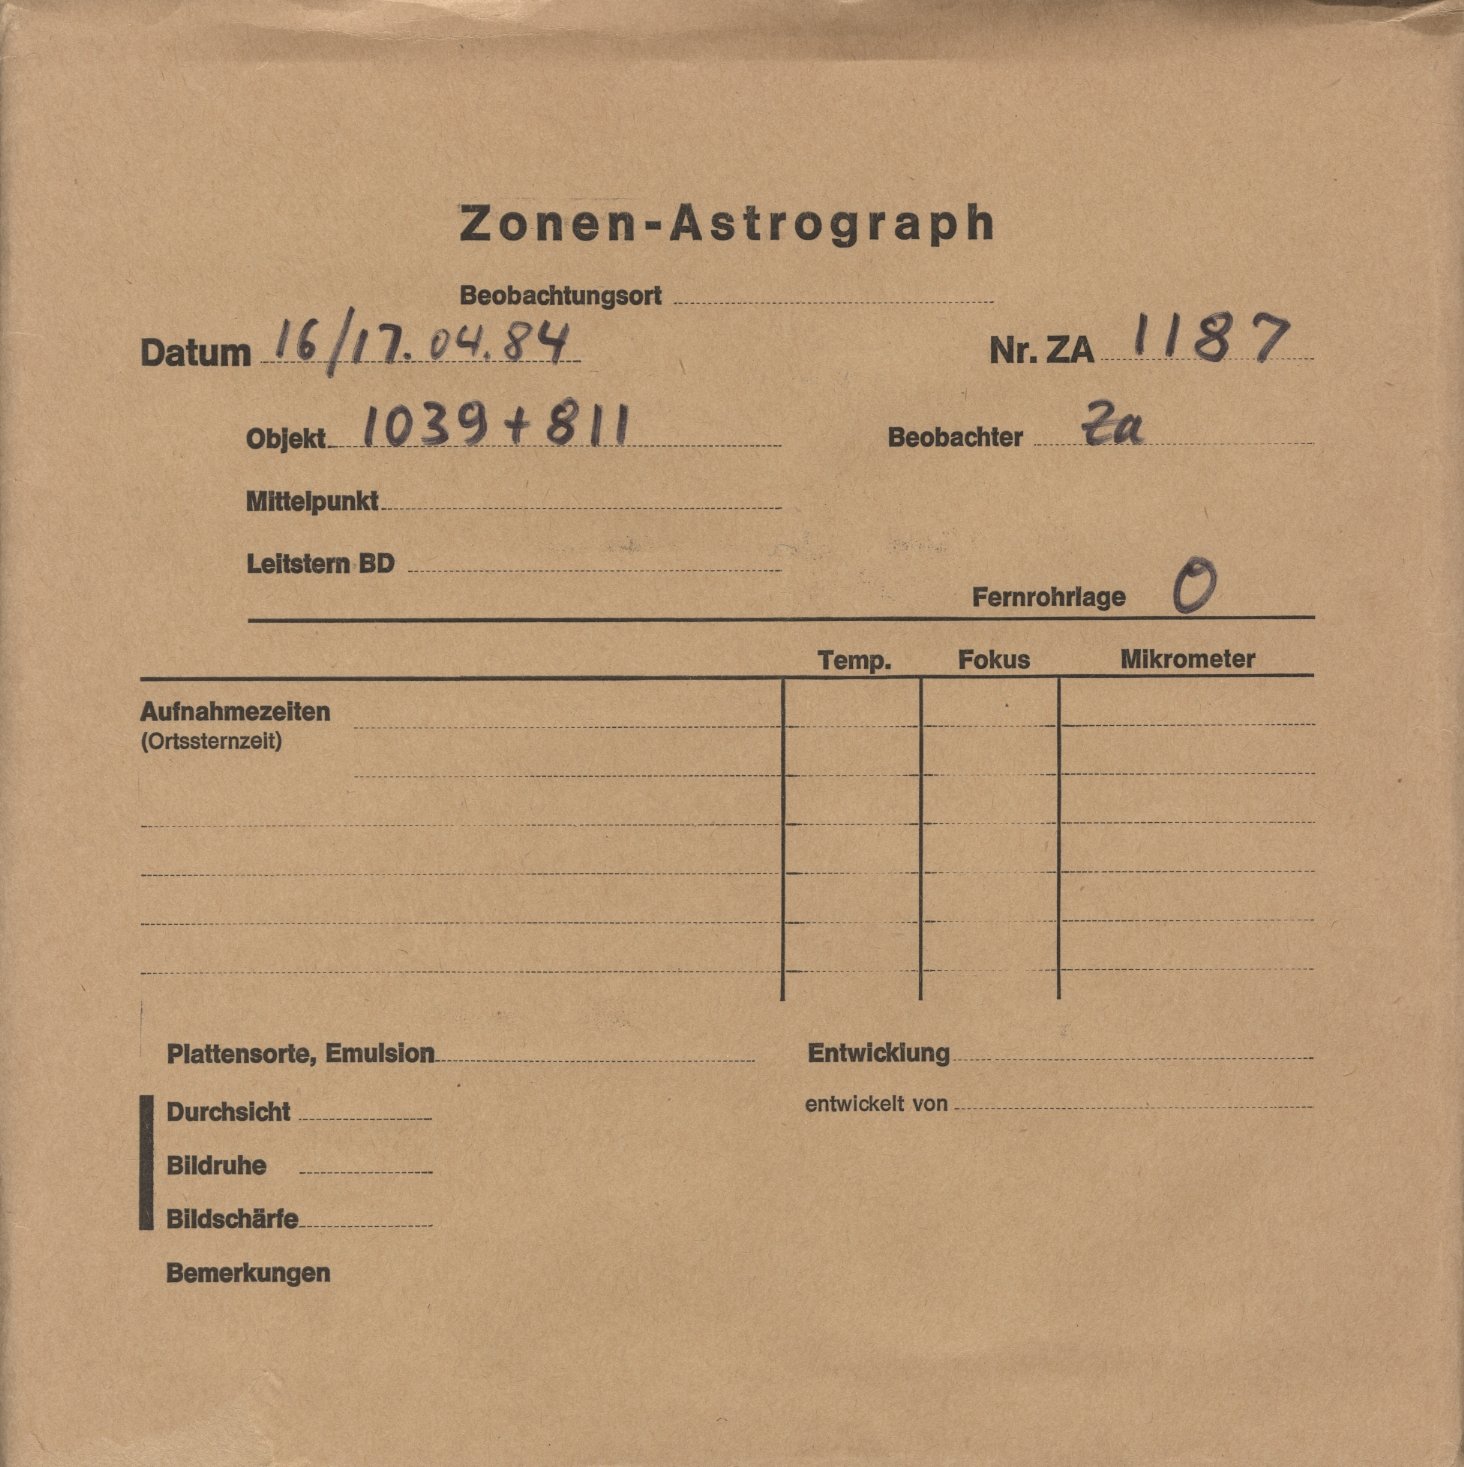 Zonen-Astrograph
Beobachtungsort
Datum 16/17.04.84 Nr. ZA 1187
Objekt 1039+811 Beobachter Za
Mittelpunkt
Leitstern BD
Fernrohrlage O
Temp. Fokus Mikrometer
Aufnahmezeiten
(Ortssternzeit)
Plattensorte, Emulsion Entwicklung
Durchsicht entwickelt von
Bildruhe
Bildschärfe
Bemerkungen